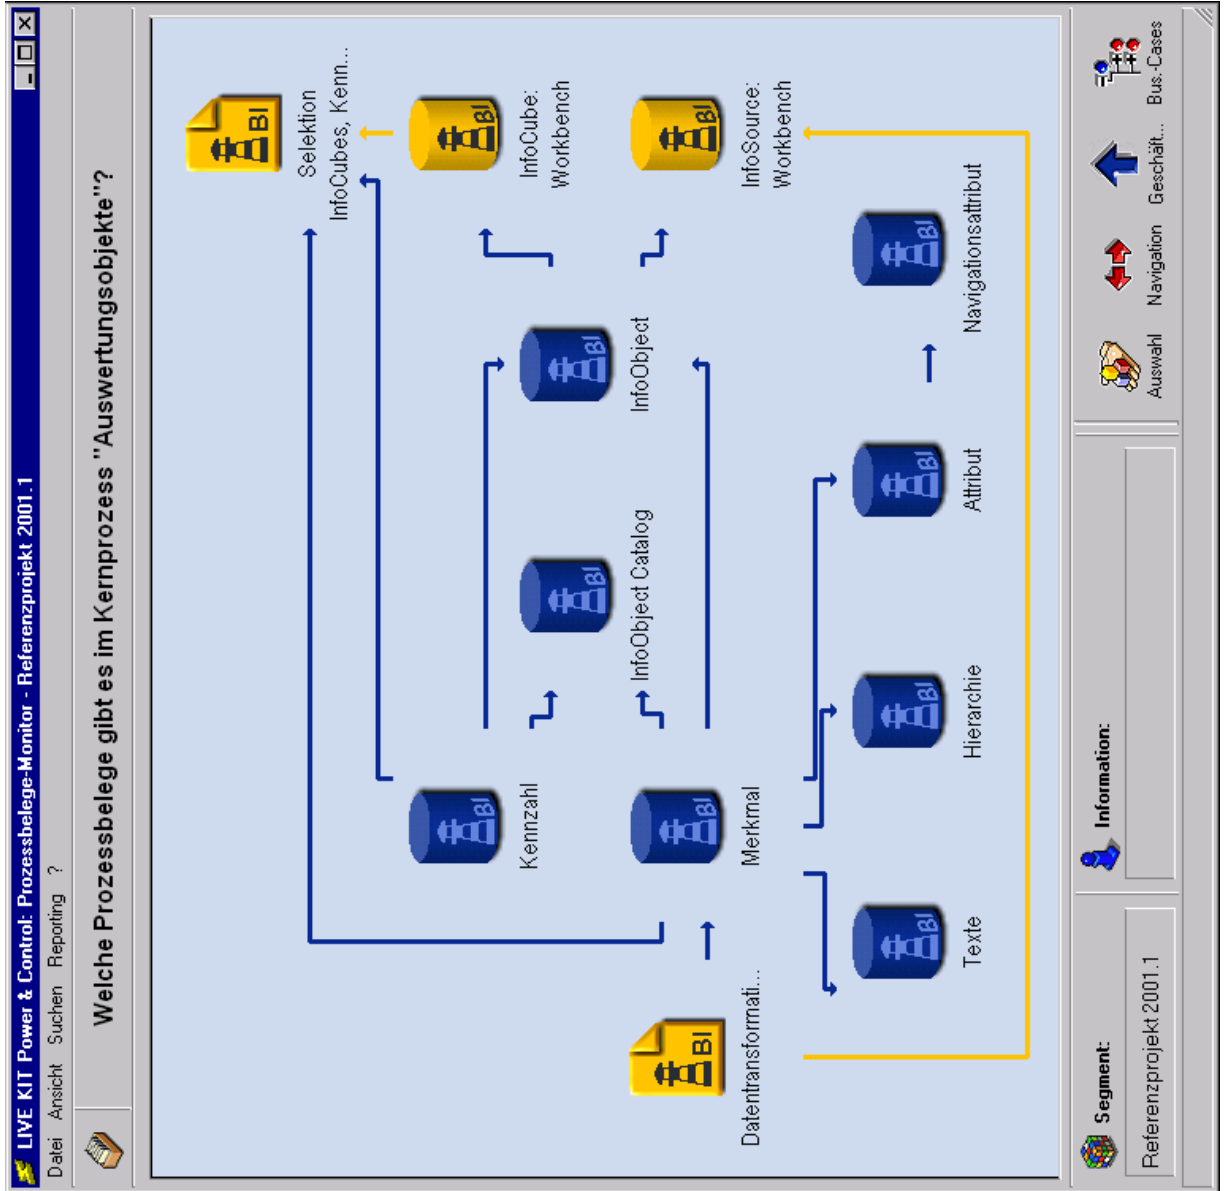 LIVE KIT Power & Control: Prozessbelege-Monitor - Referenzprojekt 2001.1
Datei Ansicht Suchen Reporting ?
Welche Prozessbelege gibt es im Kernprozess "Auswertungsobjekte"?
BI
Selektion
InfoCubes, Kenn...
BI
Kennzahl
BI
InfoCube:
Workbench
BI
InfoObject Catalog
BI
InfoObject
BI
Datentransformati...
BI
Merkmal
BI
InfoSource:
Workbench
BI
Texte
BI
Hierarchie
BI
Attribut
BI
Navigationsattribut
Segment:
Referenzprojekt 2001.1
Information:
Auswahl
Navigation
Geschäft...
Bus.-Cases